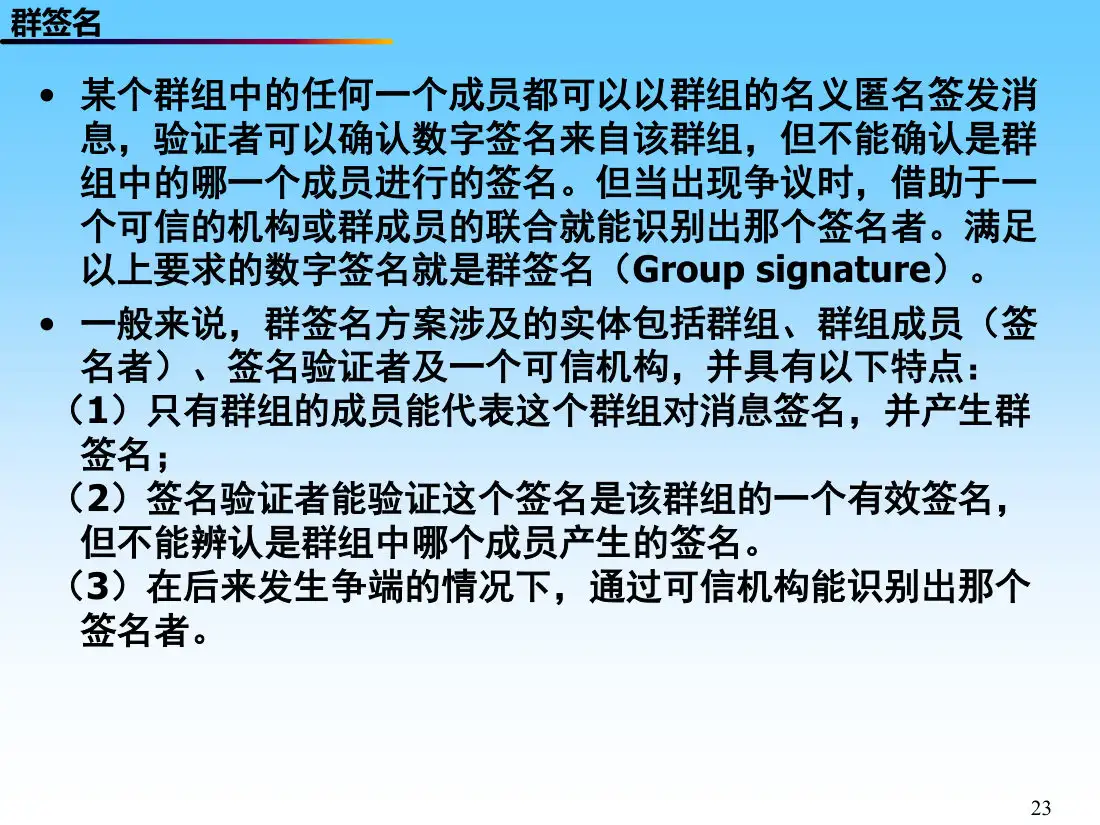 群签名
• 某个群组中的任何一个成员都可以以群组的名义匿名签发消
息，验证者可以确认数字签名来自该群组，但不能确认是群
组中的哪一个成员进行的签名。但当出现争议时，借助于一
个可信的机构或群成员的联合就能识别出那个签名者。满足
以上要求的数字签名就是群签名（Group signature）。
• 一般来说，群签名方案涉及的实体包括群组、群组成员（签
名者）、签名验证者及一个可信机构，并具有以下特点：
（1）只有群组的成员能代表这个群组对消息签名，并产生群
签名；
（2）签名验证者能验证这个签名是该群组的一个有效签名，
但不能辨认是群组中哪个成员产生的签名。
（3）在后来发生争端的情况下，通过可信机构能识别出那个
签名者。
23